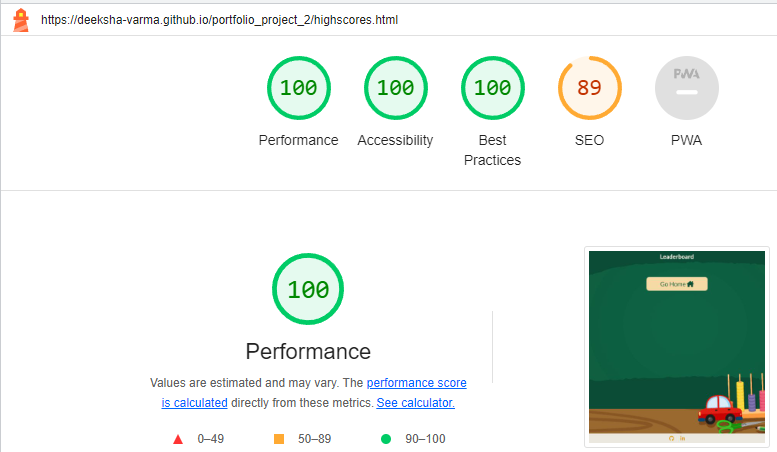 https://deeksha-varma.github.io/portfolio_project_2/highscores.html
100 100 100 89 PWA
Performance Accessibility Best Practices SEO PWA
100
Performance
Values are estimated and may vary. The performance score
is calculated directly from these metrics. See calculator.
0–49 50–89 90–100
Leaderboard
Go Home